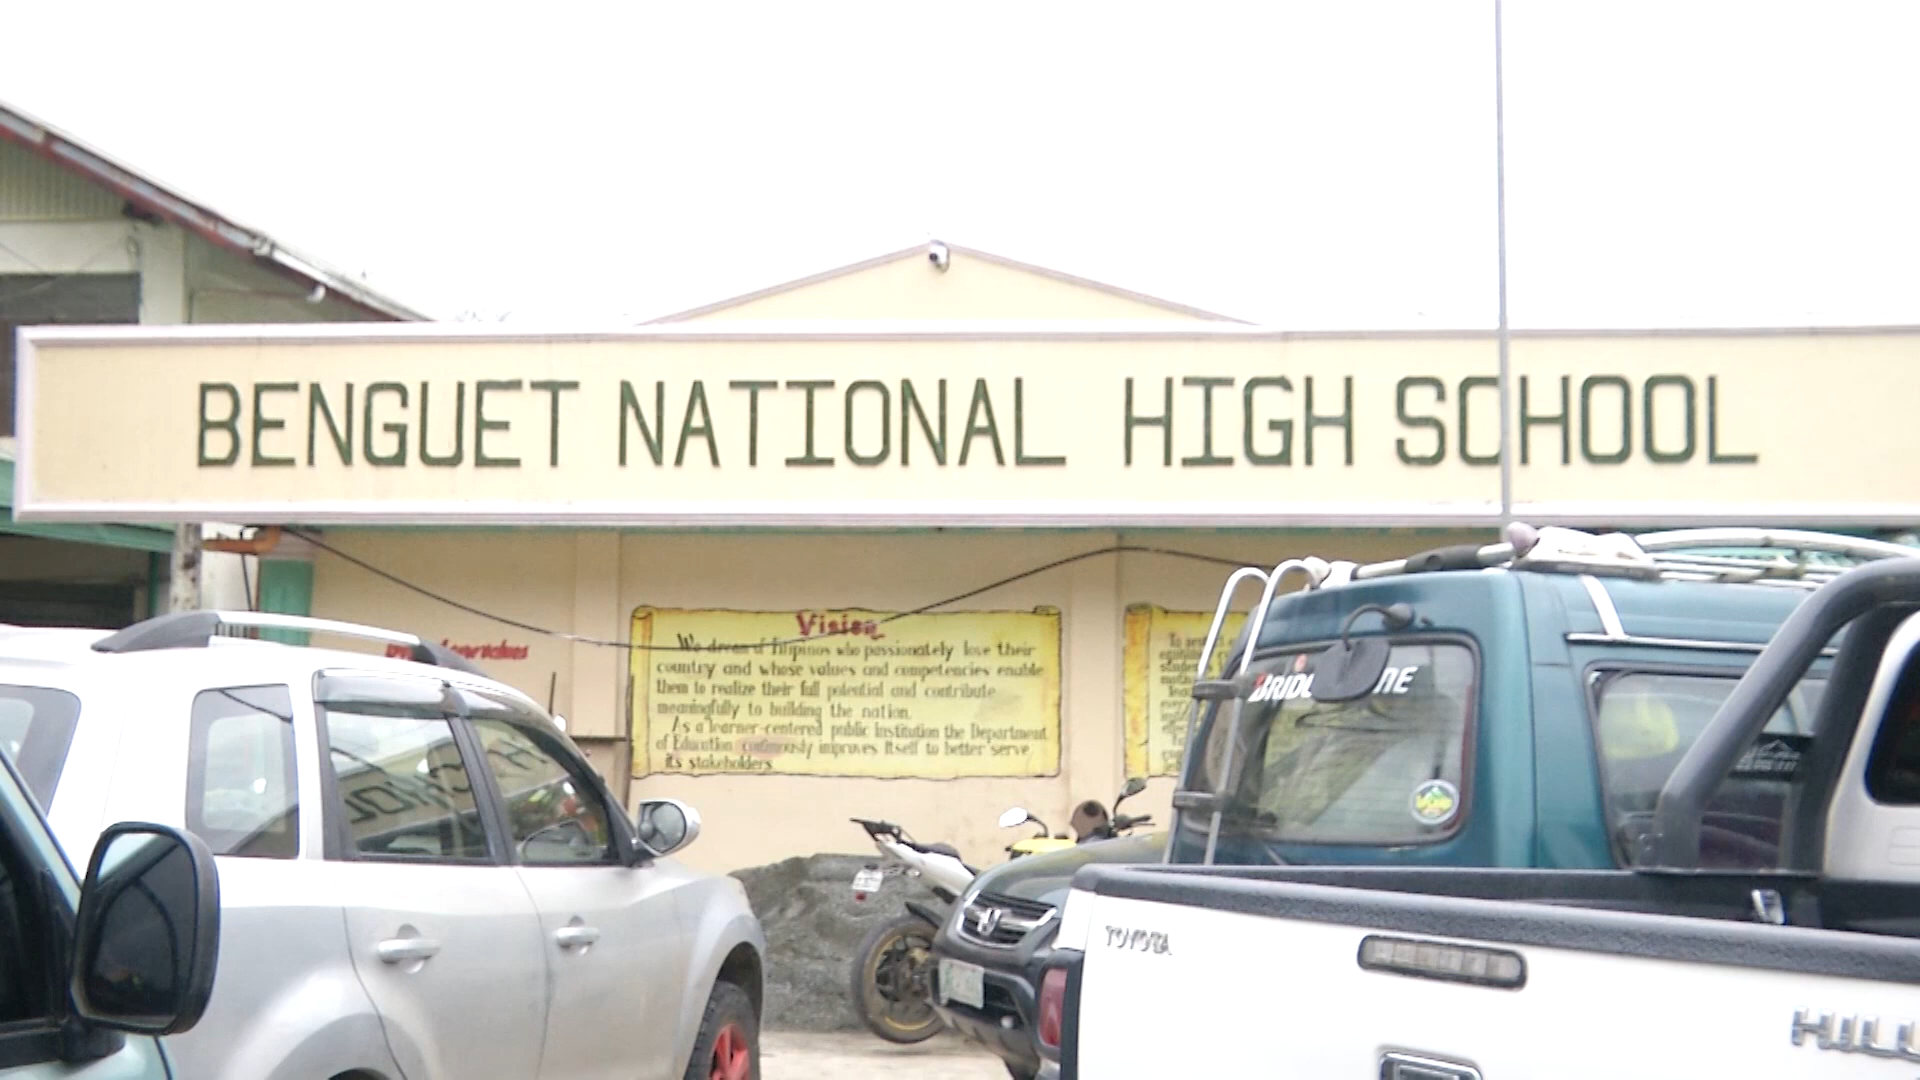 BENGUET NATIONAL HIGH SCHOOL
values
Vision
We dream of Filipinos who passionately love their
country and whose values and competencies enable
them to realize their full potential and contribute
meaningfully to building the nation.
As a learner-centered public Institution the Department
of Education continuously improves Itself to better serve
its stakeholders.
To
TOYOTA